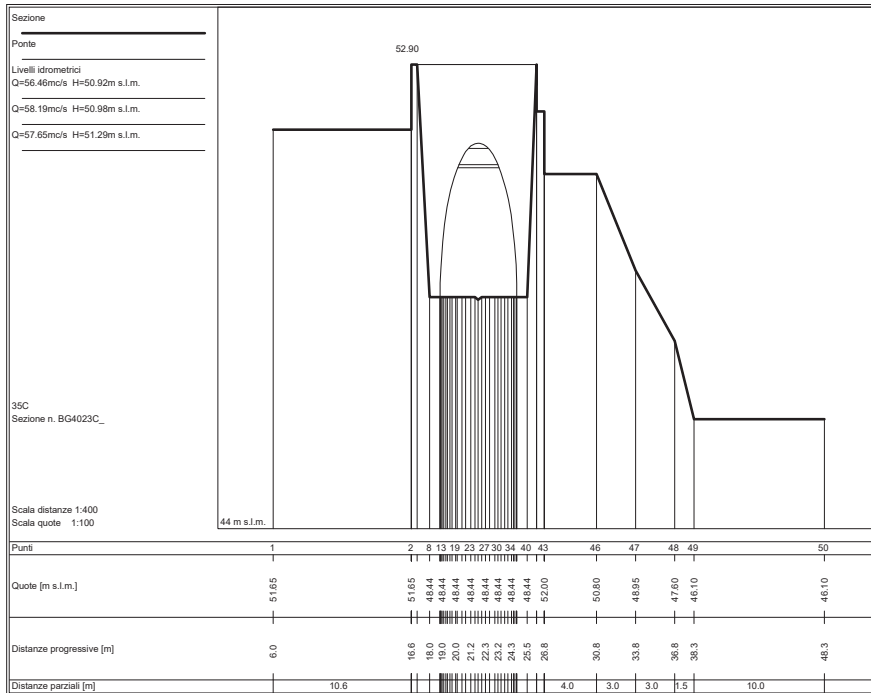 Sezione
Ponte
52.90
Livelli idrometrici
Q=56.46mc/s H=50.92m s.l.m.
Q=58.19mc/s H=50.98m s.l.m.
Q=57.65mc/s H=51.29m s.l.m.
35C
Sezione n. BG4023C_
Scala distanze 1:400
Scala quote 1:100
44 m s.l.m.
Punti 1 2 8 13 19 23 27 30 34 40 43 46 47 48 49 50
Quote [m s.l.m.] 51.65 51.65 48.44 48.44 48.44 48.44 48.44 48.44 48.44 48.44 52.00 50.80 48.95 47.60 46.10 46.10
Distanze progressive [m] 6.0 16.6 18.0 19.0 20.0 21.2 22.3 23.2 24.3 25.5 26.8 30.8 33.8 36.8 38.3 48.3
Distanze parziali [m] 10.6 4.0 3.0 3.0 1.5 10.0